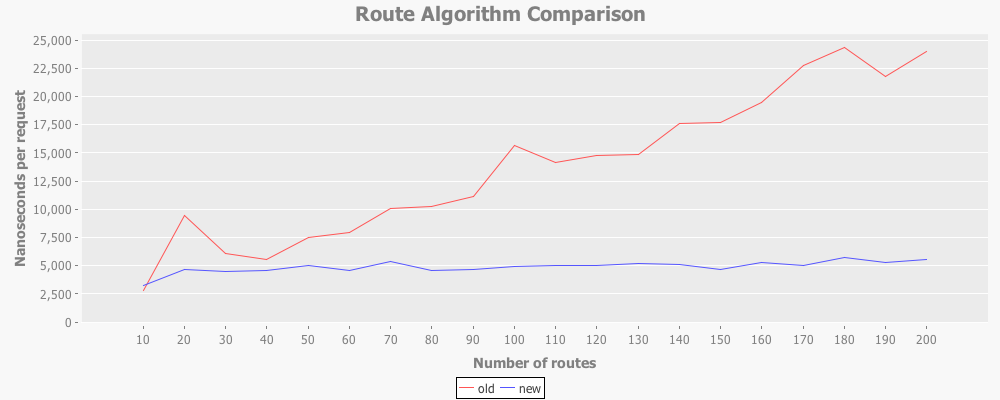 Route Algorithm Comparison
Nanoseconds per request
25,000
22,500
20,000
17,500
15,000
12,500
10,000
7,500
5,000
2,500
0
10 20 30 40 50 60 70 80 90 100 110 120 130 140 150 160 170 180 190 200
Number of routes
old new